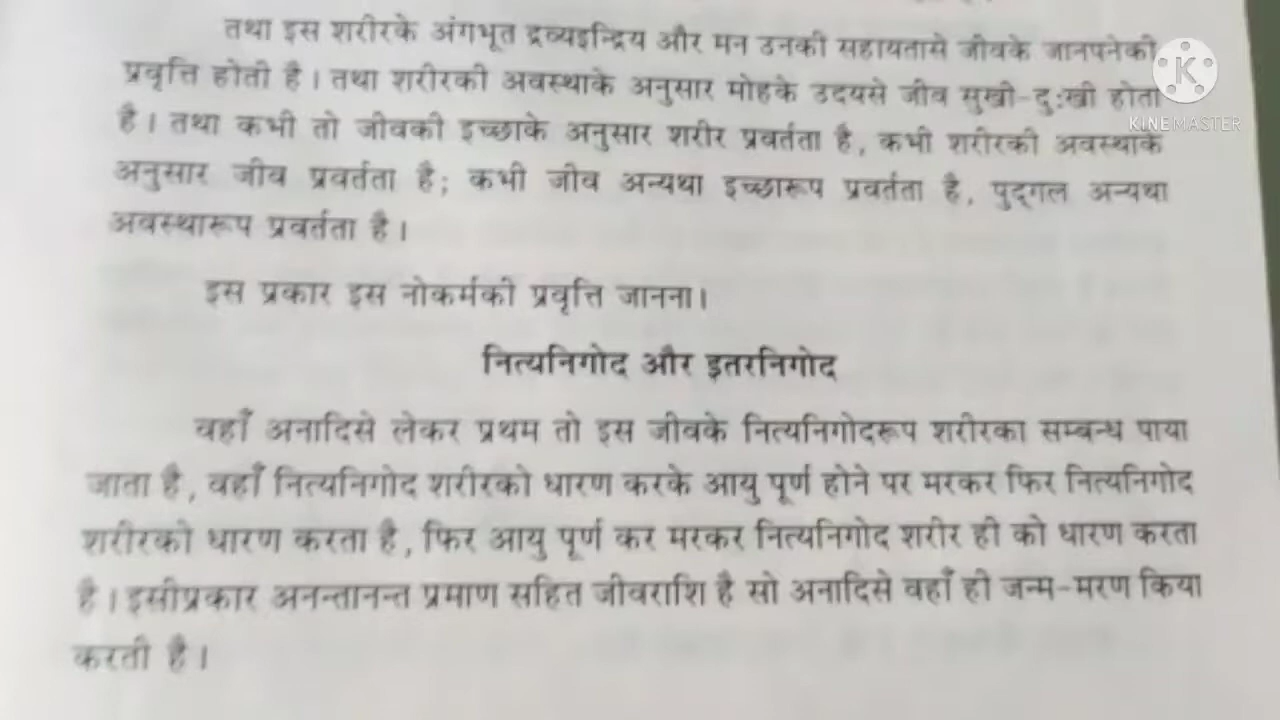 तथा इस शरीरके अंगभूत द्रव्यइन्द्रिय और मन उनकी सहायतासे जीवके जानपनेकी
प्रवृत्ति होती है। तथा शरीरकी अवस्थाके अनुसार मोहके उदयसे जीव सुखी-दुःखी होता
है। तथा कभी तो जीवकी इच्छाके अनुसार शरीर प्रवर्तता है, कभी शरीरकी अवस्थाके
अनुसार जीव प्रवर्तता है; कभी जीव अन्यथा इच्छारूप प्रवर्तता है, पुद्गल अन्यथा
अवस्थारूप प्रवर्तता है।
इस प्रकार इस नोकर्मकी प्रवृत्ति जानना।
नित्यनिगोद और इतरनिगोद
वहाँ अनादिसे लेकर प्रथम तो इस जीवके नित्यनिगोदरूप शरीरका सम्बन्ध पाया
जाता है, वहाँ नित्यनिगोद शरीरको धारण करके आयु पूर्ण होने पर मरकर फिर नित्यनिगोद
शरीरको धारण करता है, फिर आयु पूर्ण कर मरकर नित्यनिगोद शरीर ही को धारण करता
है। इसीप्रकार अनन्तानन्त प्रमाण सहित जीवराशि है सो अनादिसे वहाँ ही जन्म-मरण किया
करती है।
K
KINEMASTER